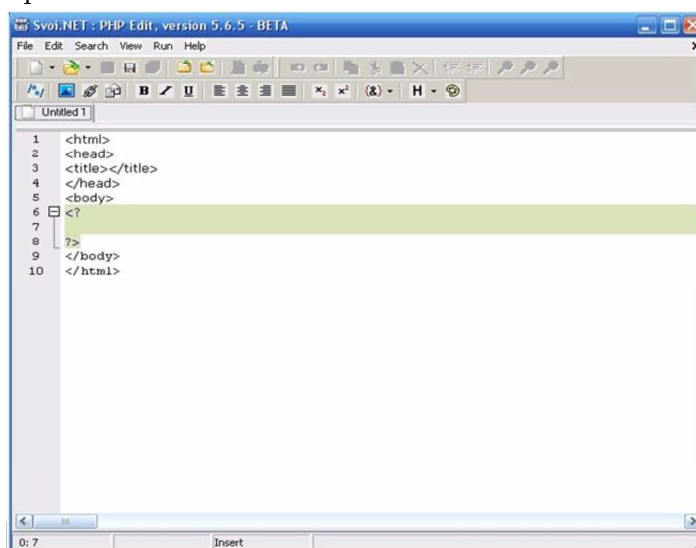 Svoi.NET : PHP Edit, version 5.6.5 - BETA
File Edit Search View Run Help
B I U x₂ x² {&} H
Untitled 1
1 <html>
2 <head>
3 <title></title>
4 </head>
5 <body>
6 <?
7
8 ?>
9 </body>
10 </html>
0: 7 Insert